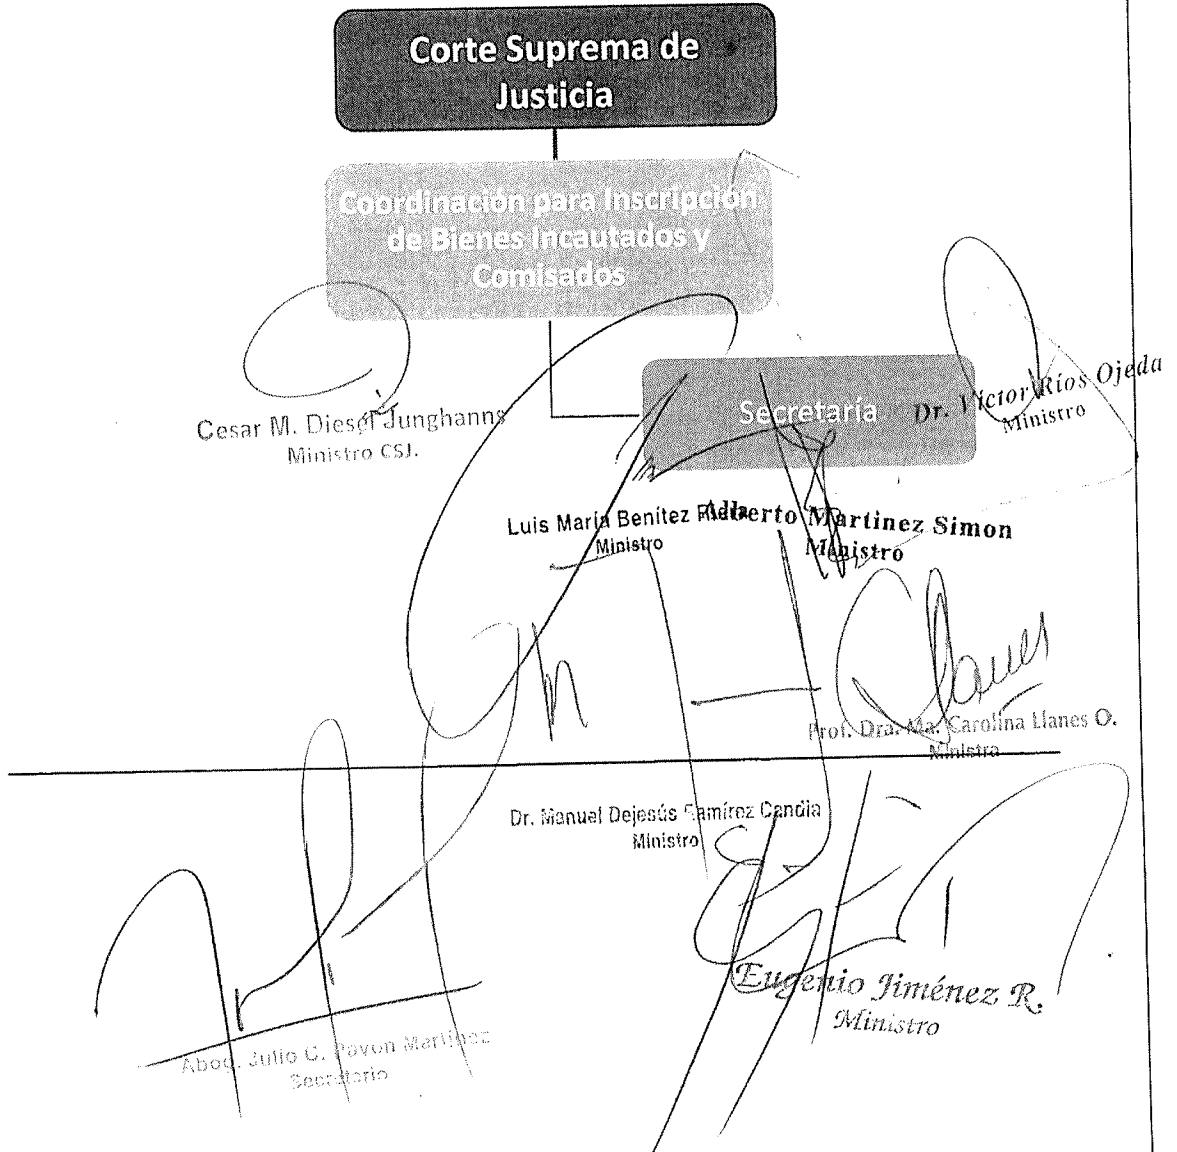 Corte Suprema de
Justicia
Coordinación para Inscripción
de Bienes Incautados y
Comisados
Secretaría
Dr. Víctor Ríos Ojeda
Ministro
Cesar M. Diesel Junghanns
Ministro CSJ.
Luis María Benítez Riera
Ministro
Alberto Martinez Simon
Ministro
Prof. Dra. Ma. Carolina Llanes O.
Ministra
Dr. Manuel Dejesús Ramírez Candia
Ministro
Eugenio Jiménez R.
Ministro
Abog. Julio C. Pavón Martínez
Secretario